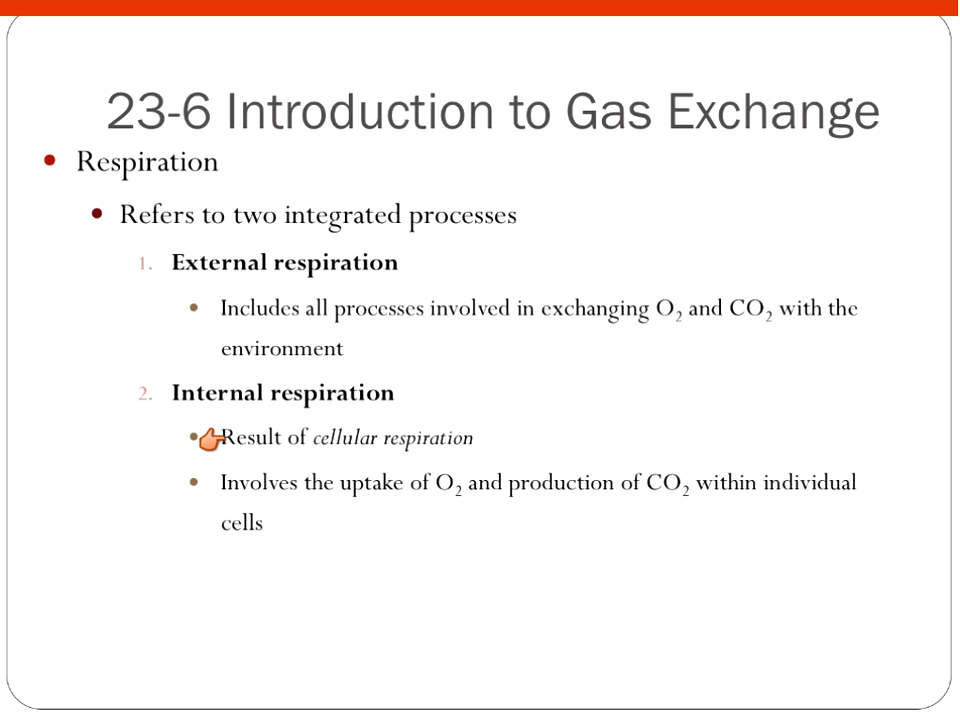 23-6 Introduction to Gas Exchange
• Respiration
• Refers to two integrated processes
1. External respiration
• Includes all processes involved in exchanging O₂ and CO₂ with the
environment
2. Internal respiration
• Result of cellular respiration
• Involves the uptake of O₂ and production of CO₂ within individual
cells